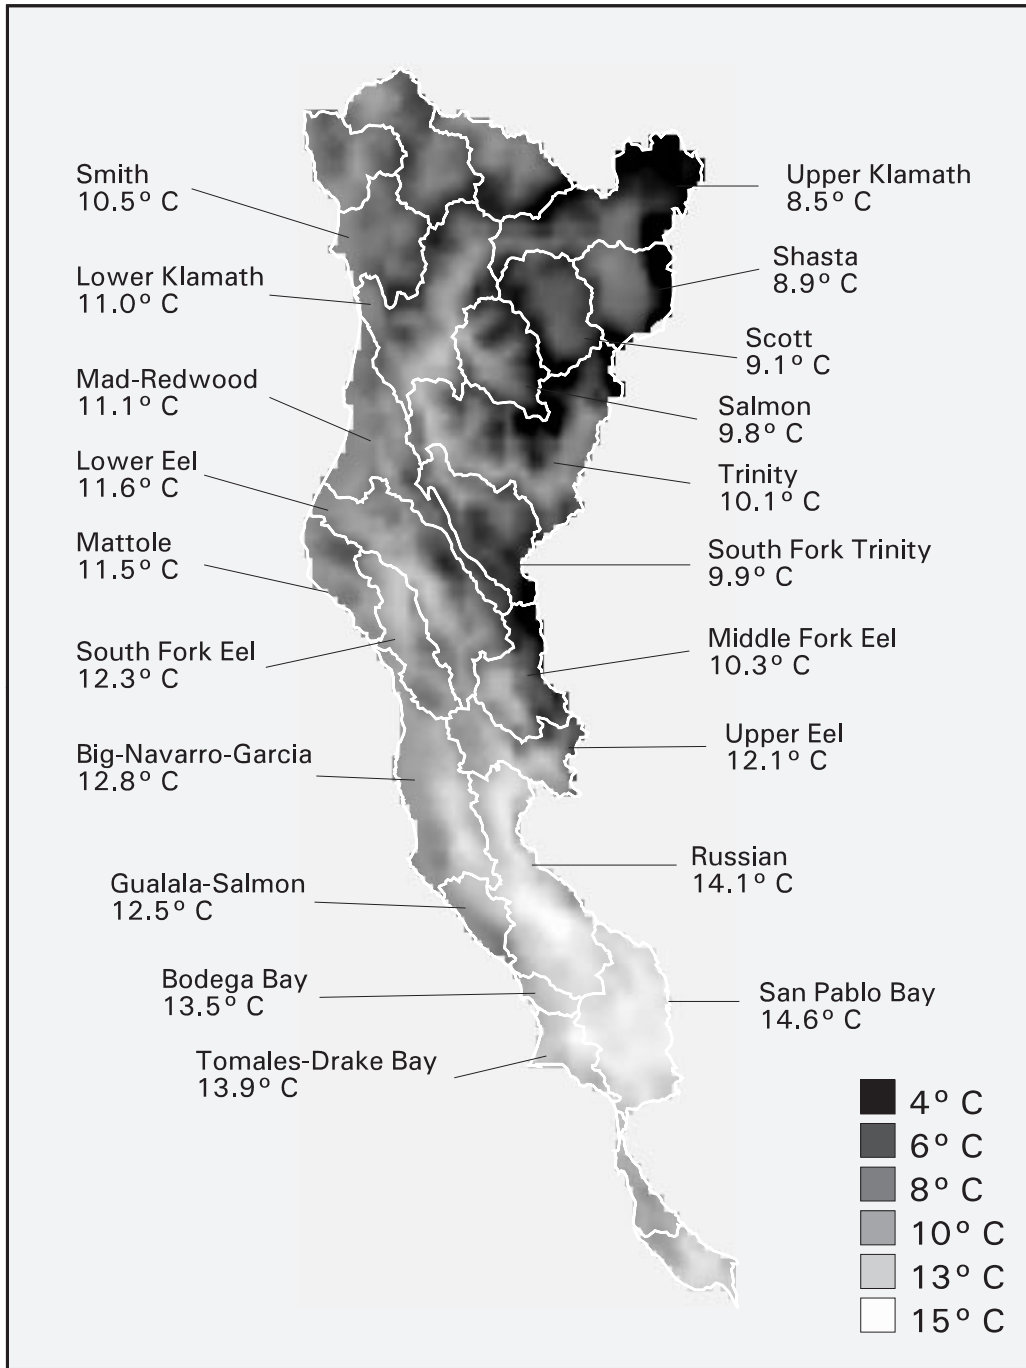 Smith
10.5° C
Lower Klamath
11.0° C
Mad-Redwood
11.1° C
Lower Eel
11.6° C
Mattole
11.5° C
South Fork Eel
12.3° C
Big-Navarro-Garcia
12.8° C
Gualala-Salmon
12.5° C
Bodega Bay
13.5° C
Tomales-Drake Bay
13.9° C
Upper Klamath
8.5° C
Shasta
8.9° C
Scott
9.1° C
Salmon
9.8° C
Trinity
10.1° C
South Fork Trinity
9.9° C
Middle Fork Eel
10.3° C
Upper Eel
12.1° C
Russian
14.1° C
San Pablo Bay
14.6° C
4° C
6° C
8° C
10° C
13° C
15° C